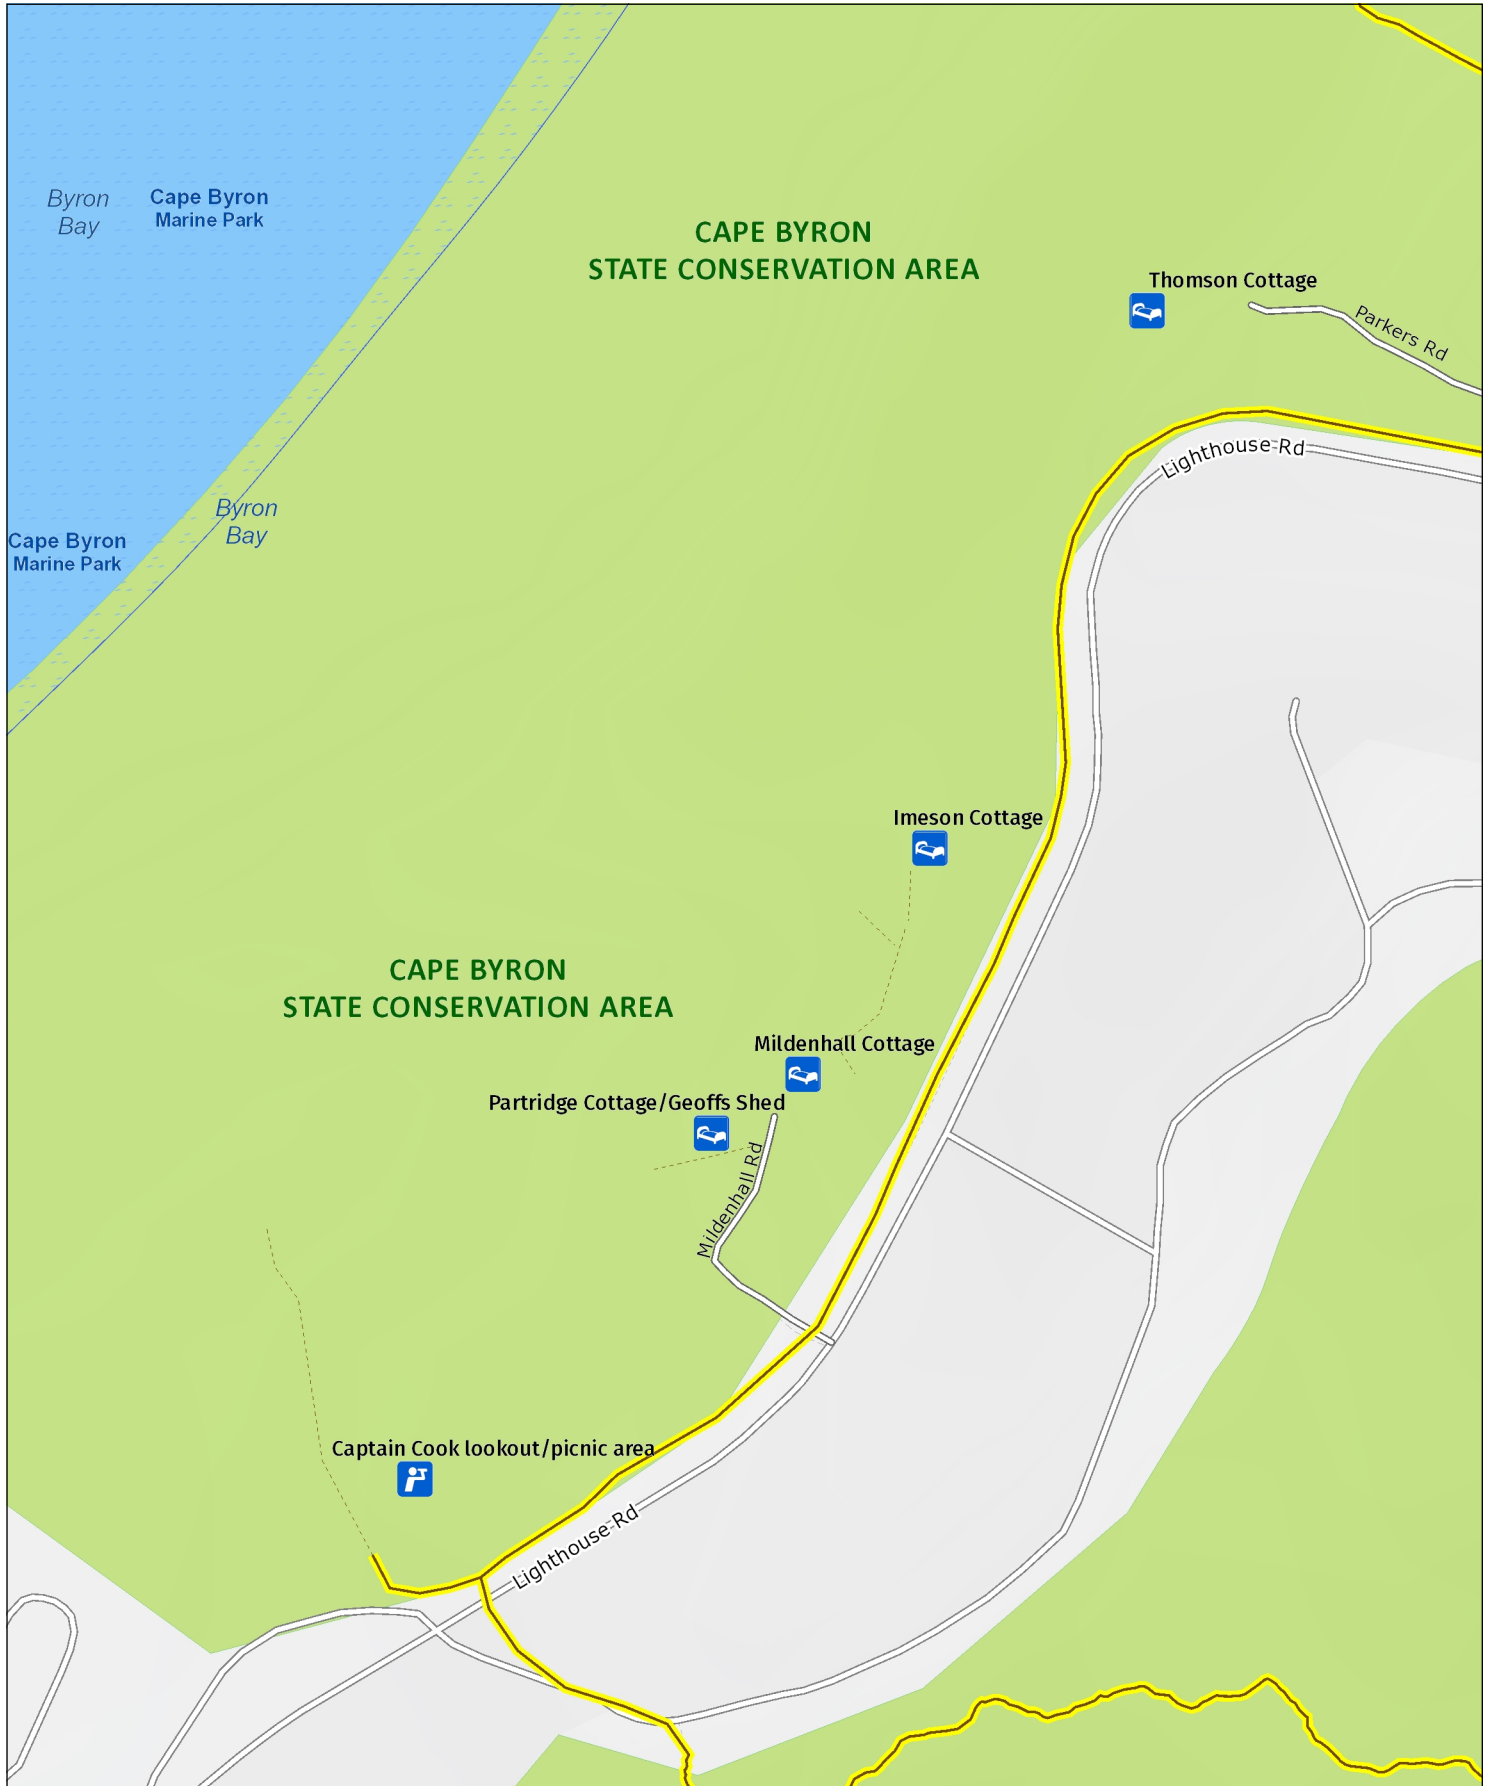 Byron
Bay
Cape Byron
Marine Park
CAPE BYRON
STATE CONSERVATION AREA
Thomson Cottage
Parkers Rd
Lighthouse Rd
Byron
Bay
Cape Byron
Marine Park
Imeson Cottage
CAPE BYRON
STATE CONSERVATION AREA
Mildenhall Cottage
Partridge Cottage/Geoffs Shed
Mildenhall Rd
Captain Cook lookout/picnic area
Lighthouse Rd